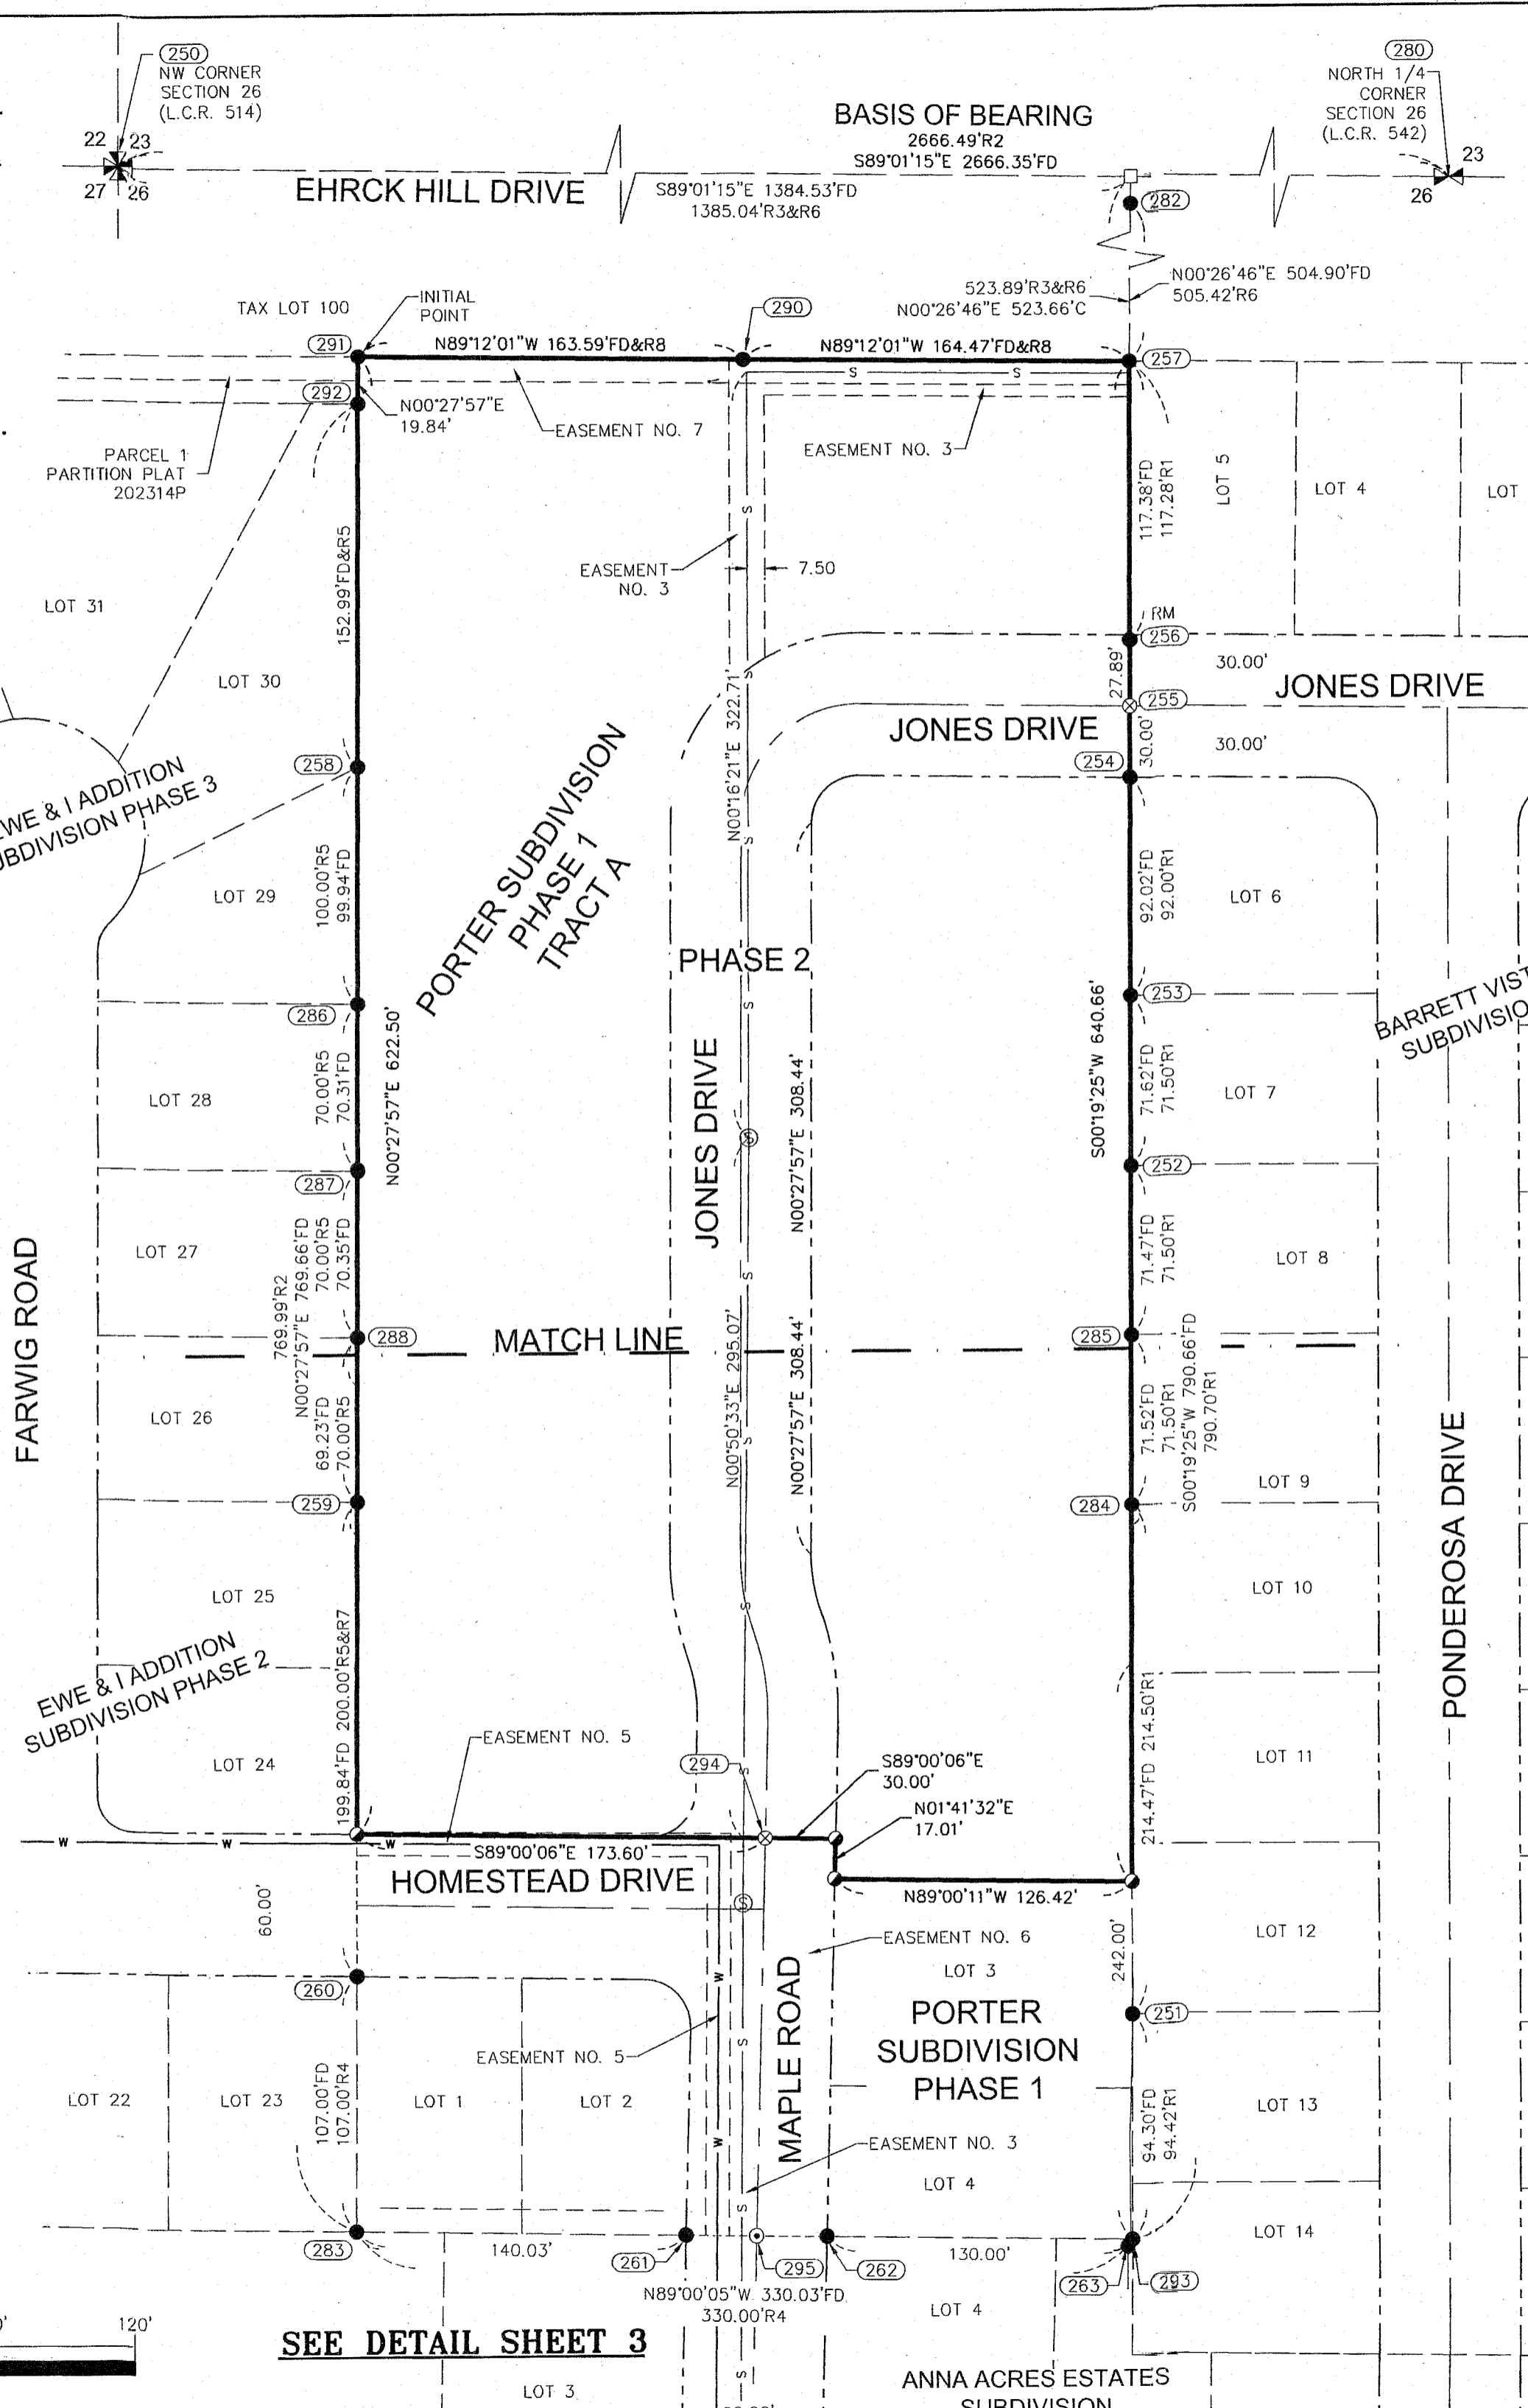 250
NW CORNER
SECTION 26
(L.C.R. 514)
22
23
27
26
280
NORTH 1/4
CORNER
SECTION 26
(L.C.R. 542)
23
26
BASIS OF BEARING
2666.49'R2
S89°01'15"E 2666.35'FD
EHRCK HILL DRIVE
S89°01'15"E 1384.53'FD
1385.04'R3&R6
282
523.89'R3&R6
N00°26'46"E 523.66'C
N00°26'46"E 504.90'FD
505.42'R6
TAX LOT 100
INITIAL
POINT
291
290
N89°12'01"W 163.59'FD&R8
N89°12'01"W 164.47'FD&R8
257
S
S
292
N00°27'57"E
19.84'
EASEMENT NO. 7
EASEMENT NO. 3
PARCEL 1
PARTITION PLAT
202314P
LOT 31
LOT 30
152.99'FD&R5
EASEMENT
NO. 3
7.50
117.38'FD
117.28'R1
LOT 5
LOT 4
LOT
RM
256
27.89'
30.00'
255
JONES DRIVE
JONES DRIVE
30.00'
30.00'
254
N00°16'21"E 322.71'
258
EWE & I ADDITION
SUBDIVISION PHASE 3
PORTER SUBDIVISION
PHASE 1
TRACT A
LOT 29
100.00'R5
99.94'FD
92.02'FD
92.00'R1
LOT 6
PHASE 2
286
253
BARRETT VIST
SUBDIVISIO
N00°27'57"E 622.50'
S00°19'25"W 640.66'
LOT 28
70.00'R5
70.31'FD
JONES DRIVE
N00°27'57"E 308.44'
71.62'FD
71.50'R1
LOT 7
S
287
252
LOT 27
769.99'R2
N00°27'57"E 769.66'FD
70.00'R5
70.35'FD
71.47'FD
71.50'R1
LOT 8
FARWIG ROAD
288
MATCH LINE
285
LOT 26
69.23'FD
70.00'R5
N00°50'33"E 295.07'
N00°27'57"E 308.44'
71.52'FD
71.50'R1
S00°19'25"W 790.66'FD
790.70'R1
LOT 9
259
284
PONDEROSA DRIVE
LOT 25
LOT 10
EWE & I ADDITION
SUBDIVISION PHASE 2
199.84'FD 200.00'R5&R7
214.47'FD 214.50'R1
EASEMENT NO. 5
294
S89°00'06"E
30.00'
LOT 24
LOT 11
N01°41'32"E
17.01'
W
W
W
S89°00'06"E 173.60'
HOMESTEAD DRIVE
S
N89°00'11"W 126.42'
60.00'
EASEMENT NO. 6
LOT 3
242.00'
LOT 12
260
W
251
PORTER
SUBDIVISION
PHASE 1
EASEMENT NO. 5
MAPLE ROAD
LOT 22
LOT 23
107.00'FD
107.00'R4
LOT 1
LOT 2
94.30'FD
94.42'R1
LOT 13
W
EASEMENT NO. 3
LOT 4
S
LOT 14
283
140.03'
261
295
262
130.00'
263
293
N89°00'05"W 330.03'FD
330.00'R4
LOT 4
120'
SEE DETAIL SHEET 3
S
LOT 3
ANNA ACRES ESTATES
SUBDIVISION